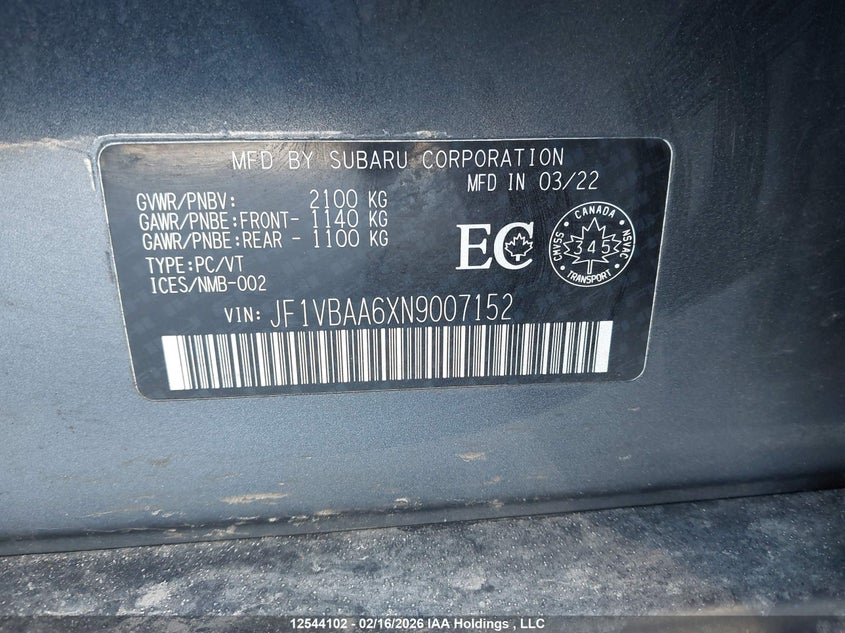 MFD BY SUBARU CORPORATION
MFD IN 03/22
GVWR/PNBV: 2100 KG
GAWR/PNBE:FRONT- 1140 KG
GAWR/PNBE:REAR - 1100 KG
TYPE:PC/VT
ICES/NMB-002
EC
CANADA
CMVSS 345 NSVAC
TRANSPORT
VIN: JF1VBAA6XN9007152
12544102 - 02/16/2026 IAA Holdings , LLC